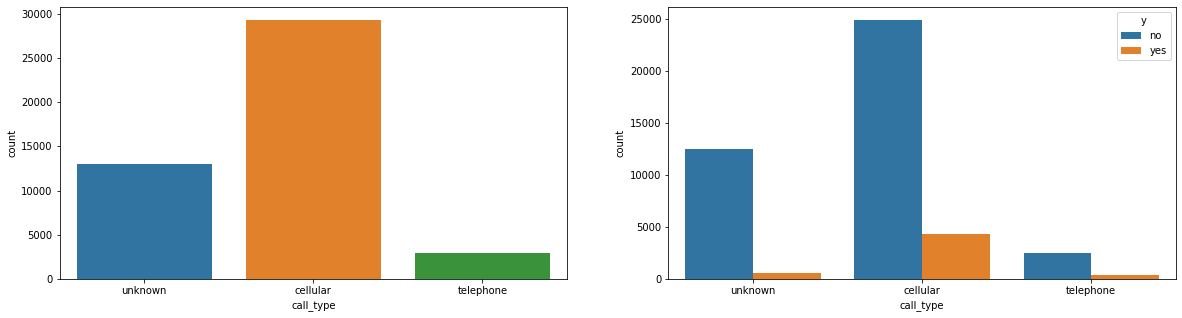 30000
25000
20000
15000
10000
5000
0
count
unknown cellular telephone
call_type
25000
20000
15000
10000
5000
0
count
unknown cellular telephone
call_type
y
no
yes